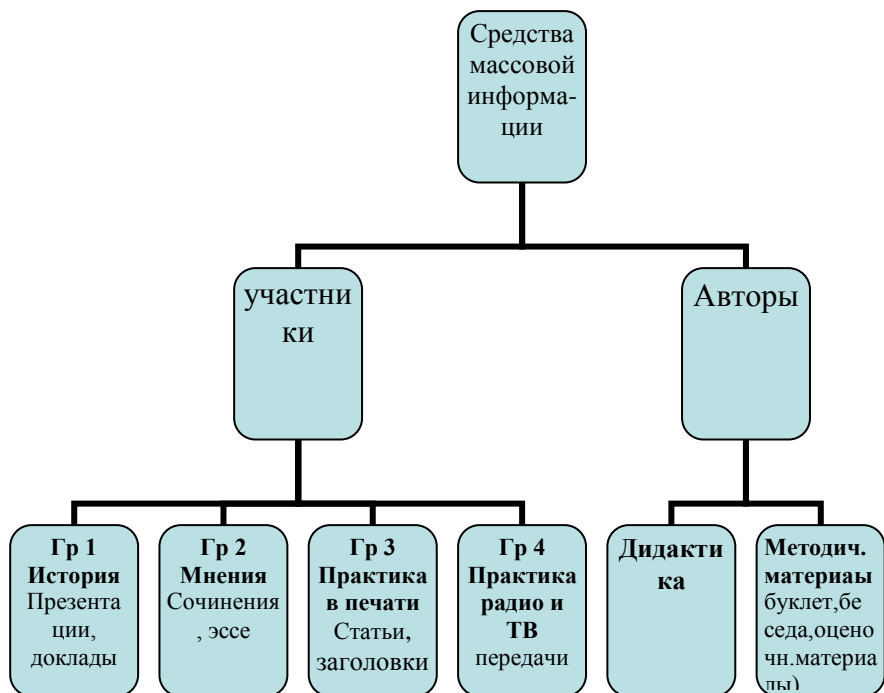 Средства
массовой
информа-
ции
участни
ки
Авторы
Гр 1
История
Презента
ции,
доклады
Гр 2
Мнения
Сочинения
, эссе
Гр 3
Практика
в печати
Статьи,
заголовки
Гр 4
Практика
радио и
ТВ
передачи
Дидакти
ка
Методич.
материаы
буклет,бе
седа,оцено
чн.материа
лы)